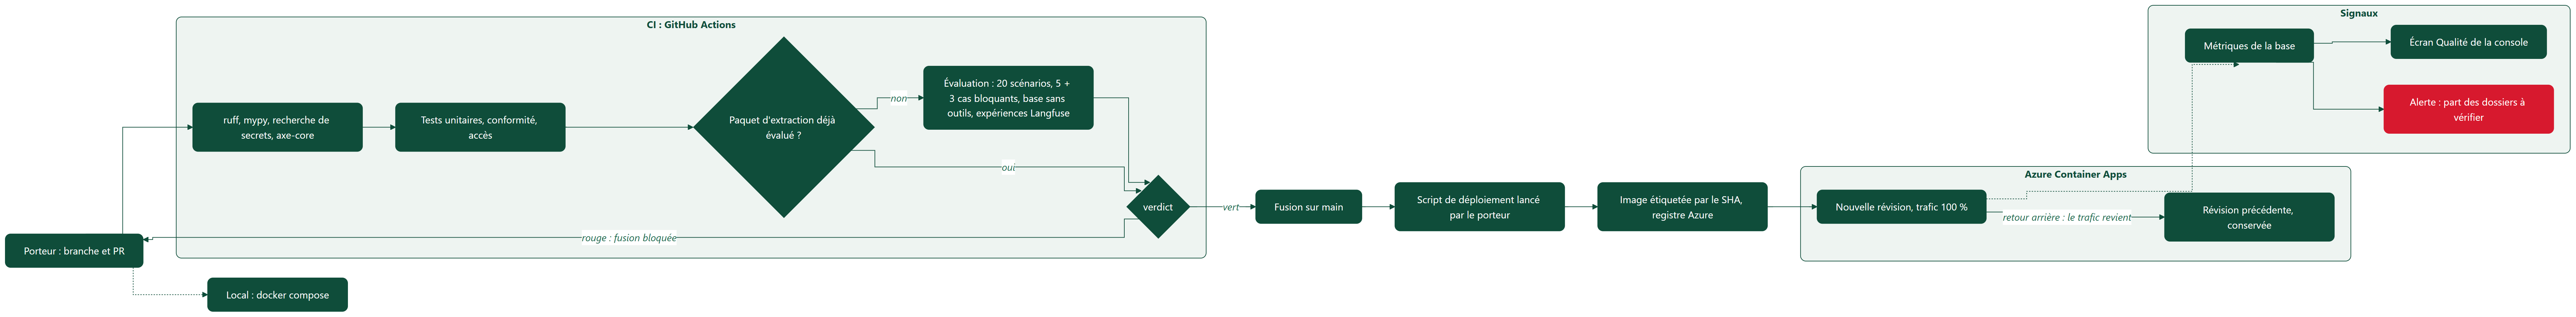 CI : GitHub Actions
Porteur : branche et PR
Local : docker compose
ruff, mypy, recherche de
secrets, axe-core
Tests unitaires, conformité,
accès
Paquet d'extraction déjà
évalué ?
non
oui
Évaluation : 20 scénarios, 5 +
3 cas bloquants, base sans
outils, expériences Langfuse
verdict
rouge : fusion bloquée
vert
Fusion sur main
Script de déploiement lancé
par le porteur
Image étiquetée par le SHA,
registre Azure
Azure Container Apps
Nouvelle révision, trafic 100 %
retour arrière : le trafic revient
Révision précédente,
conservée
Signaux
Métriques de la base
Écran Qualité de la console
Alerte : part des dossiers à
vérifier